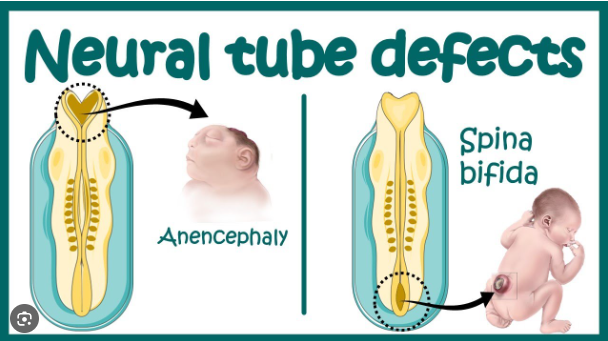 Neural tube defects
Anencephaly
Spina
bifida